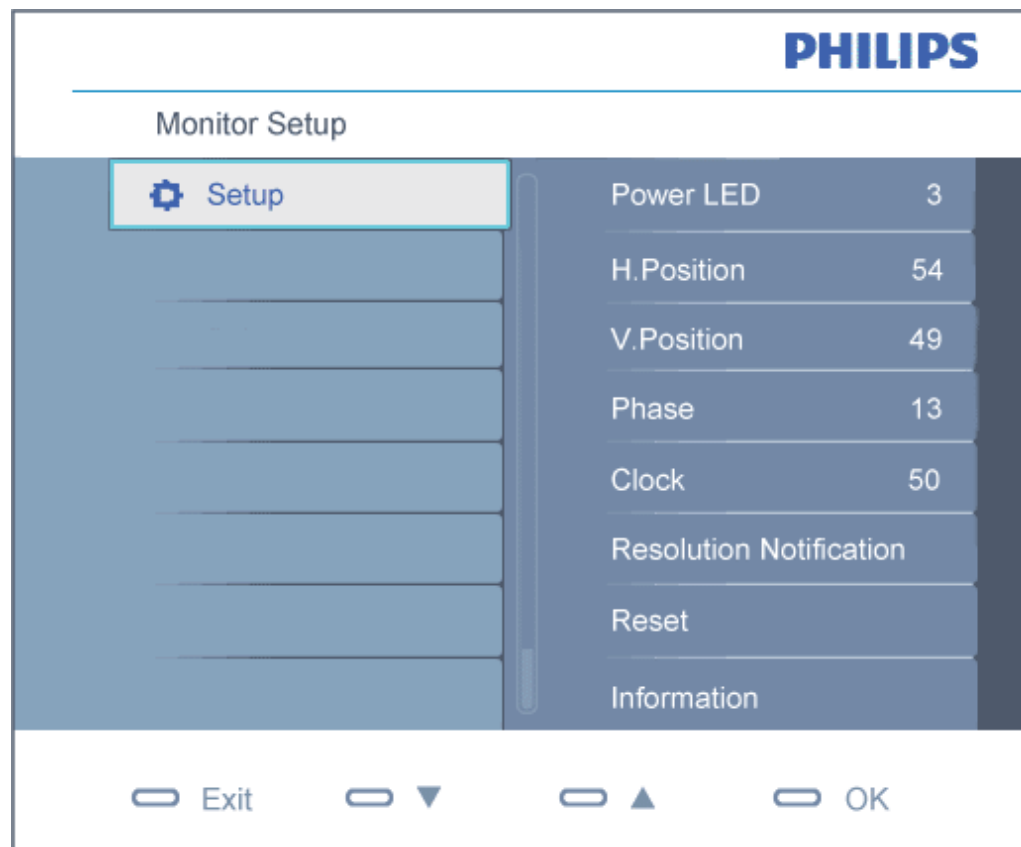 PHILIPS
Monitor Setup
Setup
Power LED 3
H.Position 54
V.Position 49
Phase 13
Clock 50
Resolution Notification
Reset
Information
Exit ▼ ▲ OK